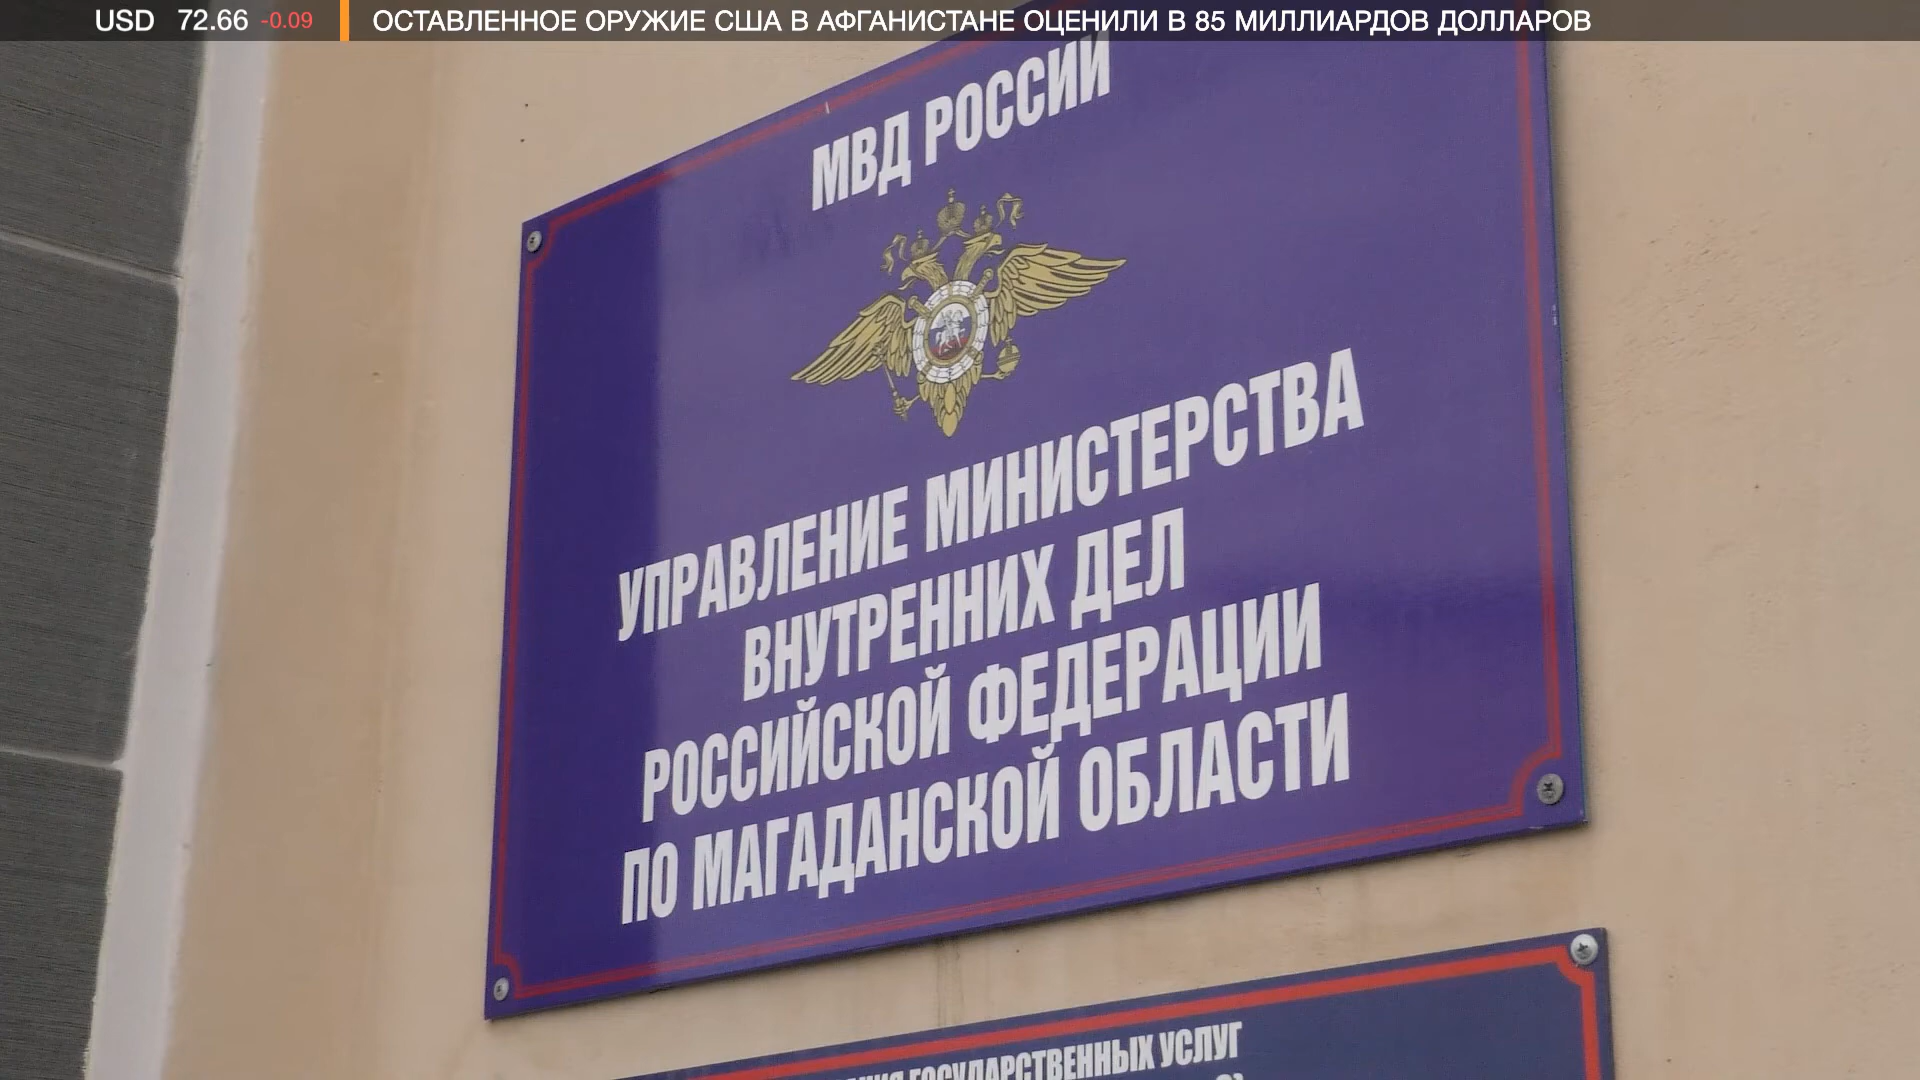 USD 72.66 -0.09 ОСТАВЛЕННОЕ ОРУЖИЕ США В АФГАНИСТАНЕ ОЦЕНИЛИ В 85 МИЛЛИАРДОВ ДОЛЛАРОВ
МВД РОССИИ
УПРАВЛЕНИЕ МИНИСТЕРСТВА
ВНУТРЕННИХ ДЕЛ
РОССИЙСКОЙ ФЕДЕРАЦИИ
ПО МАГАДАНСКОЙ ОБЛАСТИ
ГОСУДАРСТВЕННЫХ УСЛУГ